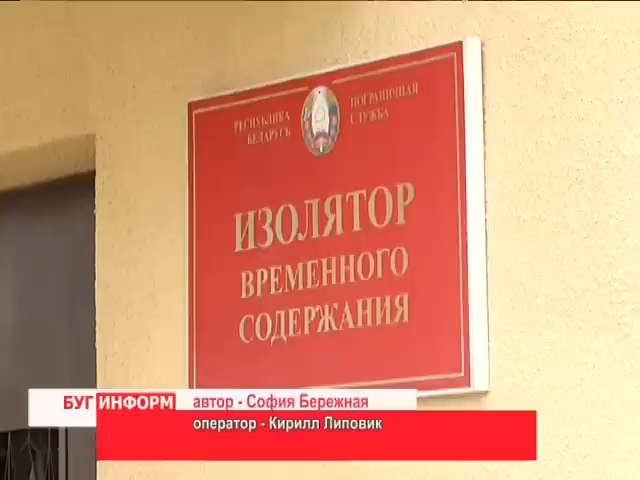 РЕСПУБЛИКА
БЕЛАРУСЬ
ПОГРАНИЧНАЯ
СЛУЖБА
ИЗОЛЯТОР
ВРЕМЕННОГО
СОДЕРЖАНИЯ
БУГ ИНФОРМ
автор - София Бережная
оператор - Кирилл Липовик